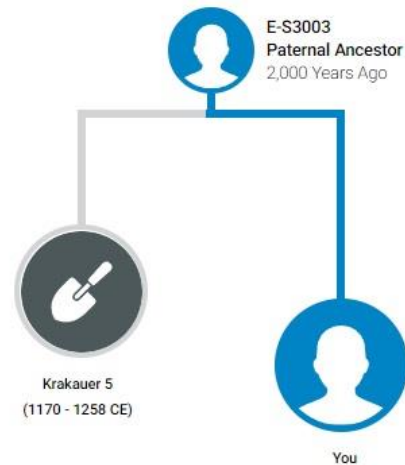 E-S3003
Paternal Ancestor
2,000 Years Ago
Krakauer 5
(1170 - 1258 CE)
You